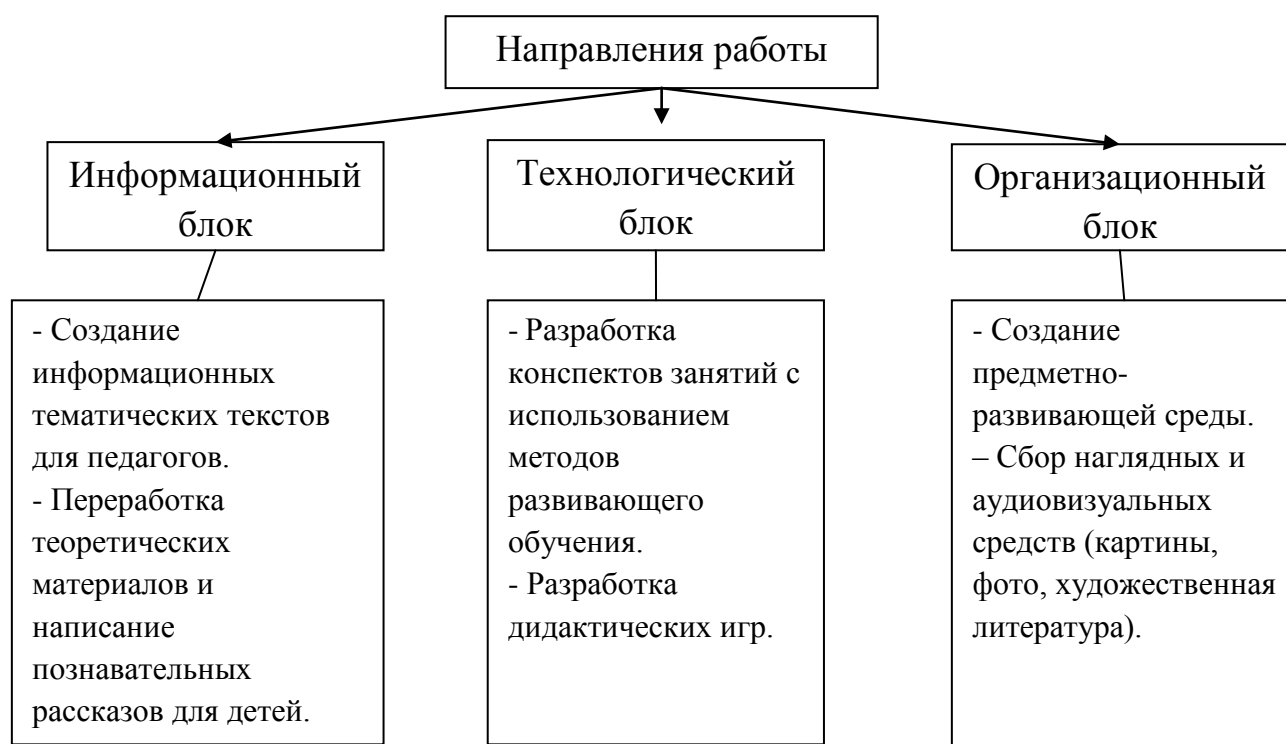 Направления работы
Информационный
блок
Технологический
блок
Организационный
блок
- Создание
информационных
тематических текстов
для педагогов.
- Переработка
теоретических
материалов и
написание
познавательных
рассказов для детей.
- Разработка
конспектов занятий с
использованием
методов
развивающего
обучения.
- Разработка
дидактических игр.
- Создание
предметно-
развивающей среды.
– Сбор наглядных и
аудиовизуальных
средств (картины,
фото, художественная
литература).